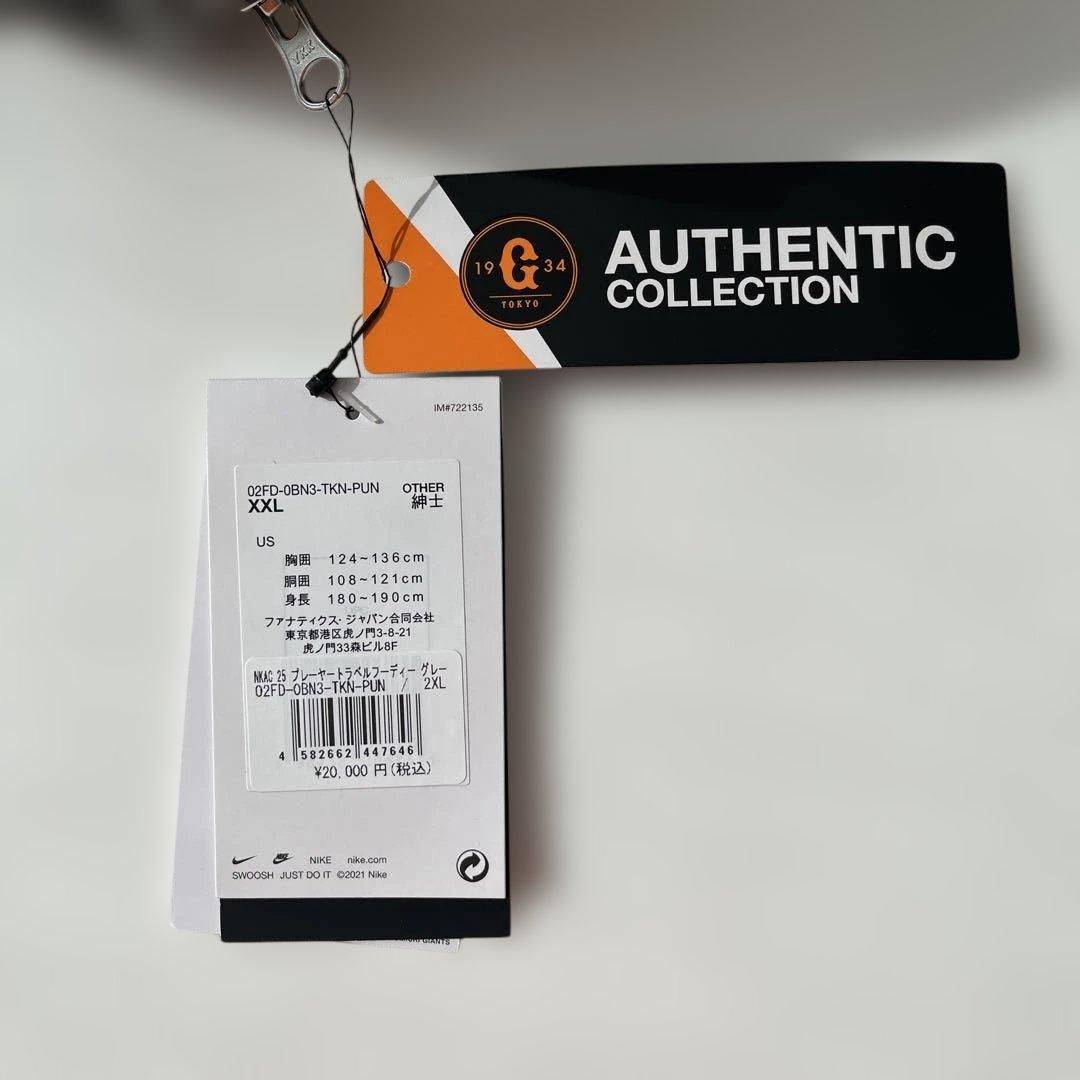 YKK
19 G 34
TOKYO
AUTHENTIC
COLLECTION
IM#722135
02FD-0BN3-TKN-PUN OTHER
XXL 紳士
US
胸囲 124~136cm
胴囲 108~121cm
身長 180~190cm
ファナティクス・ジャパン合同会社
東京都港区虎ノ門3-8-21
虎ノ門33森ビル8F
NKAC 25 プレーヤートラベルフーディー グレー
02FD-0BN3-TKN-PUN / 2XL
4 582662 447646
¥20,000 円(税込)
NIKE NIKE nike.com
SWOOSH JUST DO IT ©2021 Nike
GIANTS